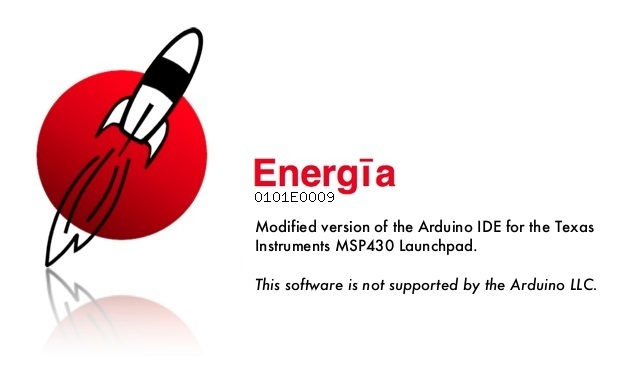 Energīa
0101E0009
Modified version of the Arduino IDE for the Texas
Instruments MSP430 Launchpad.
This software is not supported by the Arduino LLC.